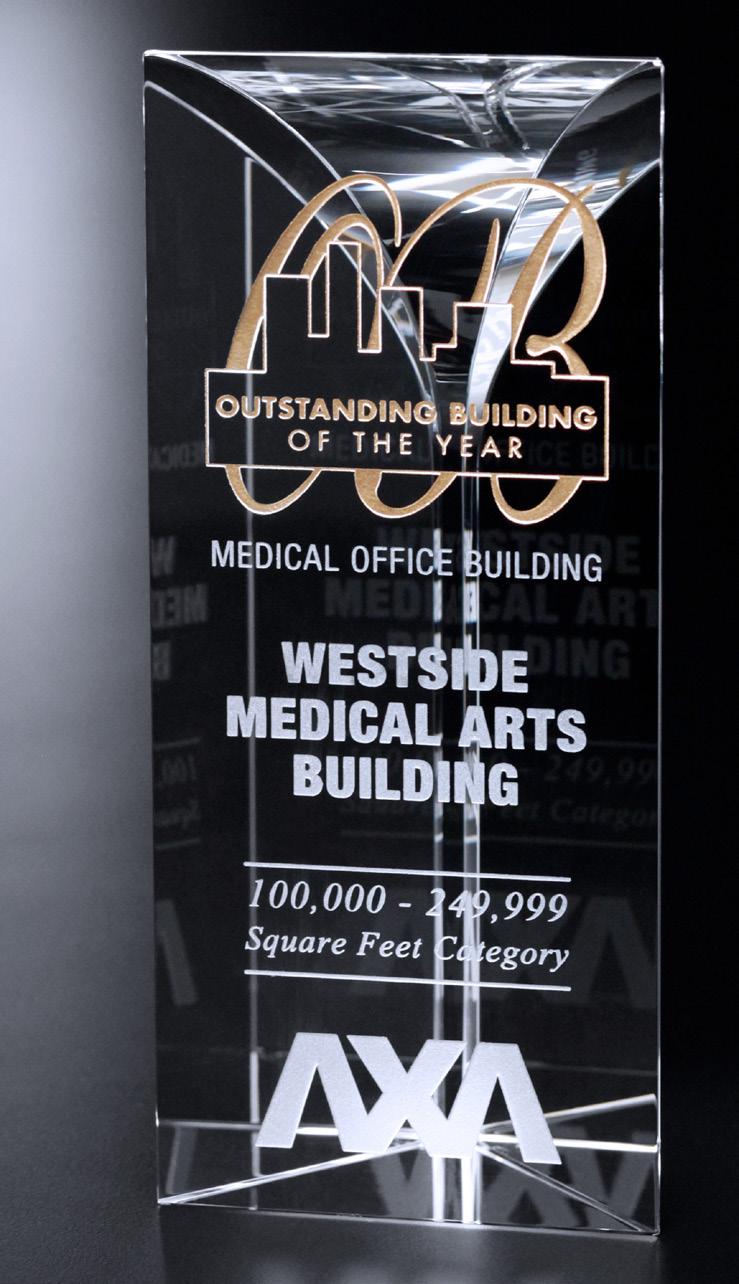 OUTSTANDING BUILDING
OF THE YEAR
MEDICAL OFFICE BUILDING
WESTSIDE
MEDICAL ARTS
BUILDING
100,000 - 249,999
Square Feet Category
AXA